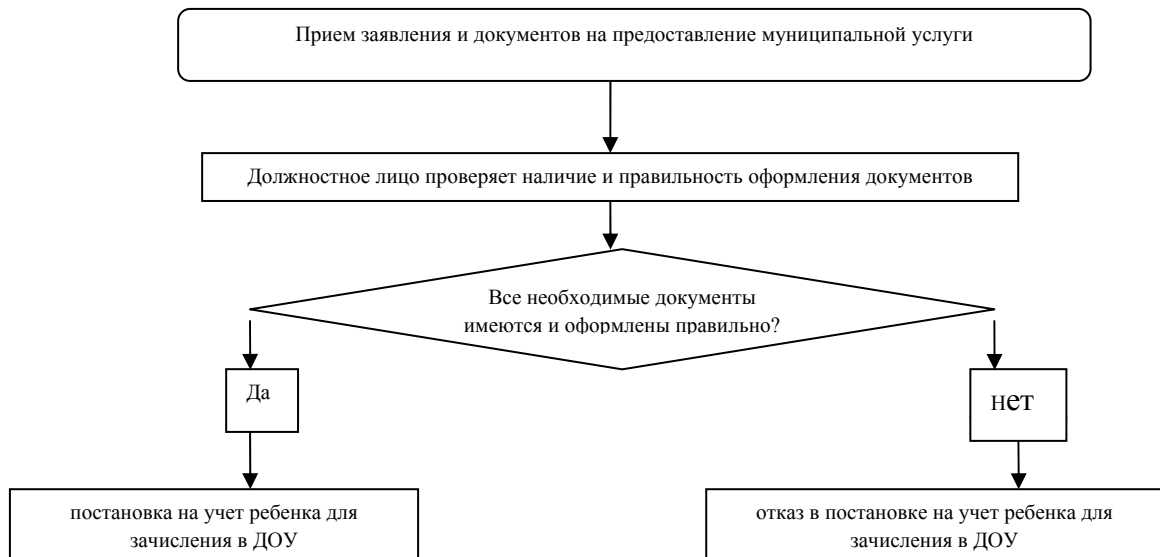 Прием заявления и документов на предоставление муниципальной услуги
Должностное лицо проверяет наличие и правильность оформления документов
Все необходимые документы
имеются и оформлены правильно?
Да
нет
постановка на учет ребенка для
зачисления в ДОУ
отказ в постановке на учет ребенка для
зачисления в ДОУ